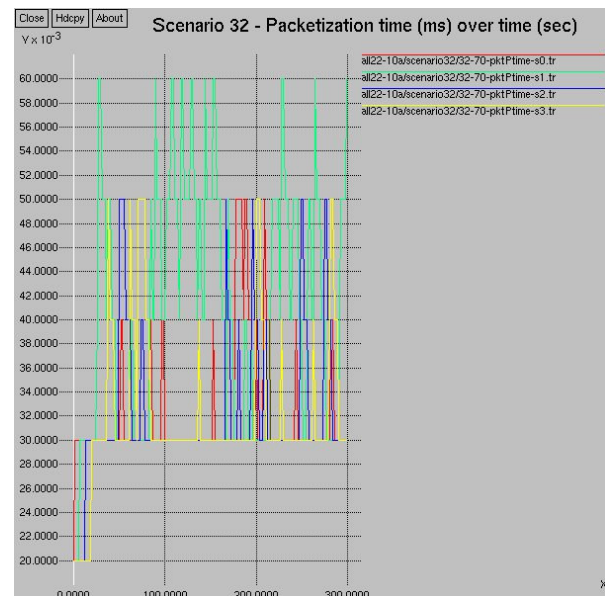 Close Hdcpy About
Scenario 32 - Packetization time (ms) over time (sec)
Y x 10-3
all22-10a/scenario32/32-70-pktPtime-s0.tr
all22-10a/scenario32/32-70-pktPtime-s1.tr
all22-10a/scenario32/32-70-pktPtime-s2.tr
all22-10a/scenario32/32-70-pktPtime-s3.tr
60.0000
58.0000
56.0000
54.0000
52.0000
50.0000
48.0000
46.0000
44.0000
42.0000
40.0000
38.0000
36.0000
34.0000
32.0000
30.0000
28.0000
26.0000
24.0000
22.0000
20.0000
X
0.0000 100.0000 200.0000 300.0000